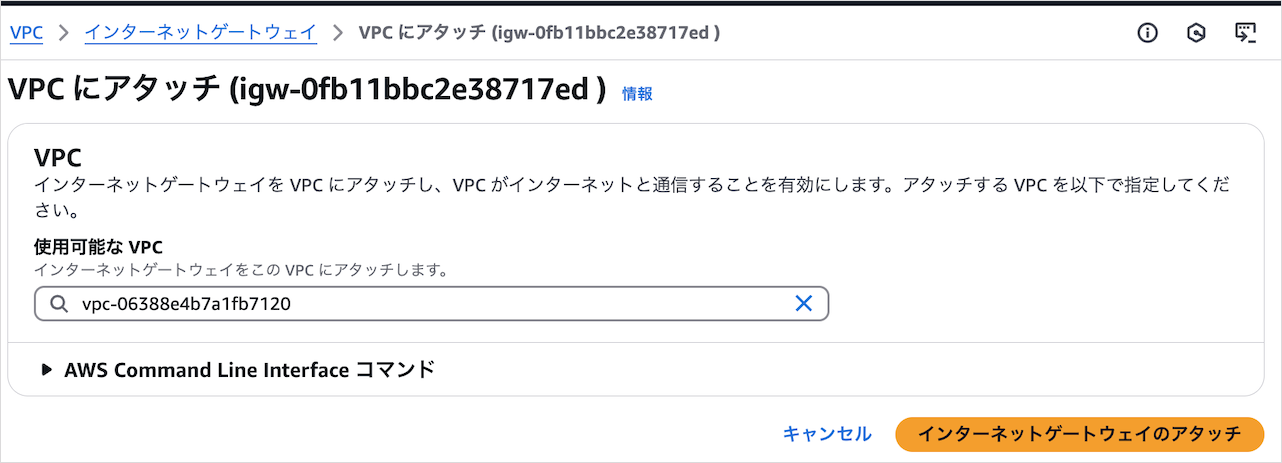 VPC > インターネットゲートウェイ > VPC にアタッチ (igw-0fb11bbc2e38717ed )
VPC にアタッチ (igw-0fb11bbc2e38717ed ) 情報
VPC
インターネットゲートウェイを VPC にアタッチし、VPC がインターネットと通信することを有効にします。アタッチする VPC を以下で指定してくだ
さい。
使用可能な VPC
インターネットゲートウェイをこの VPC にアタッチします。
vpc-06388e4b7a1fb7120
AWS Command Line Interface コマンド
キャンセル インターネットゲートウェイのアタッチ